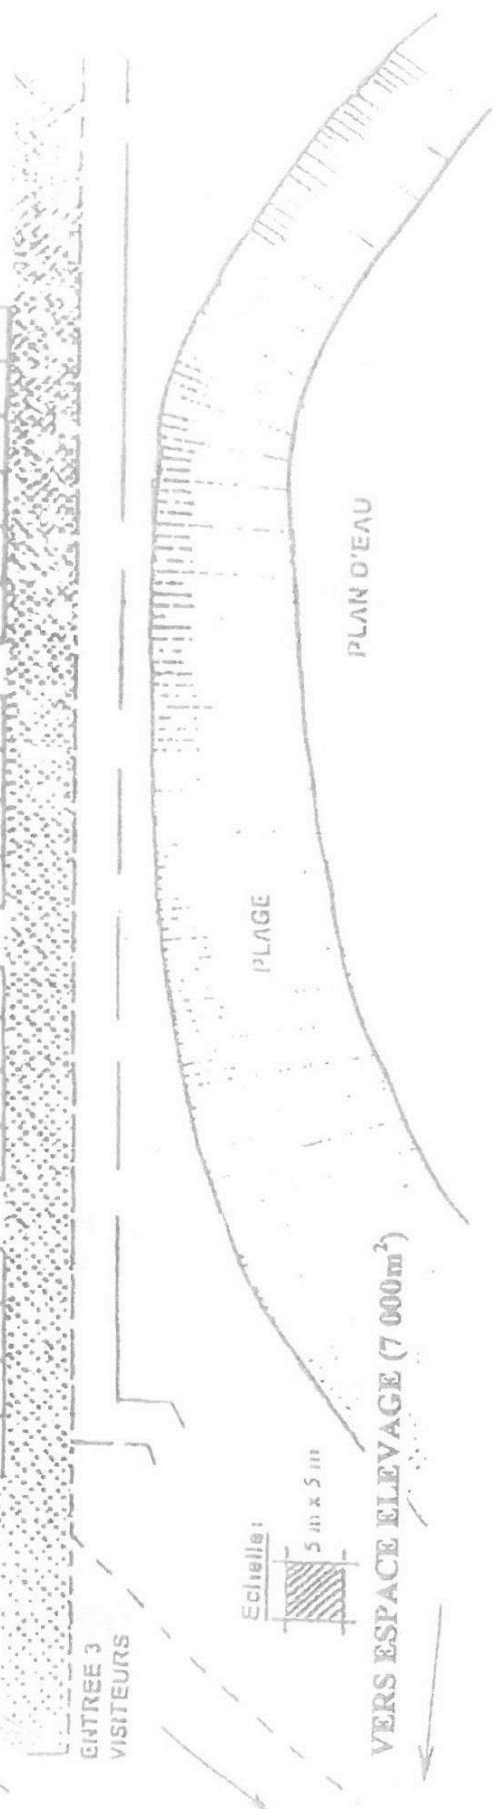 PLAN D'EAU
PLAGE
ENTREE 3
VISITEURS
Echelle:
5 m x 5 m
VERS ESPACE ELEVAGE (7 000m²)